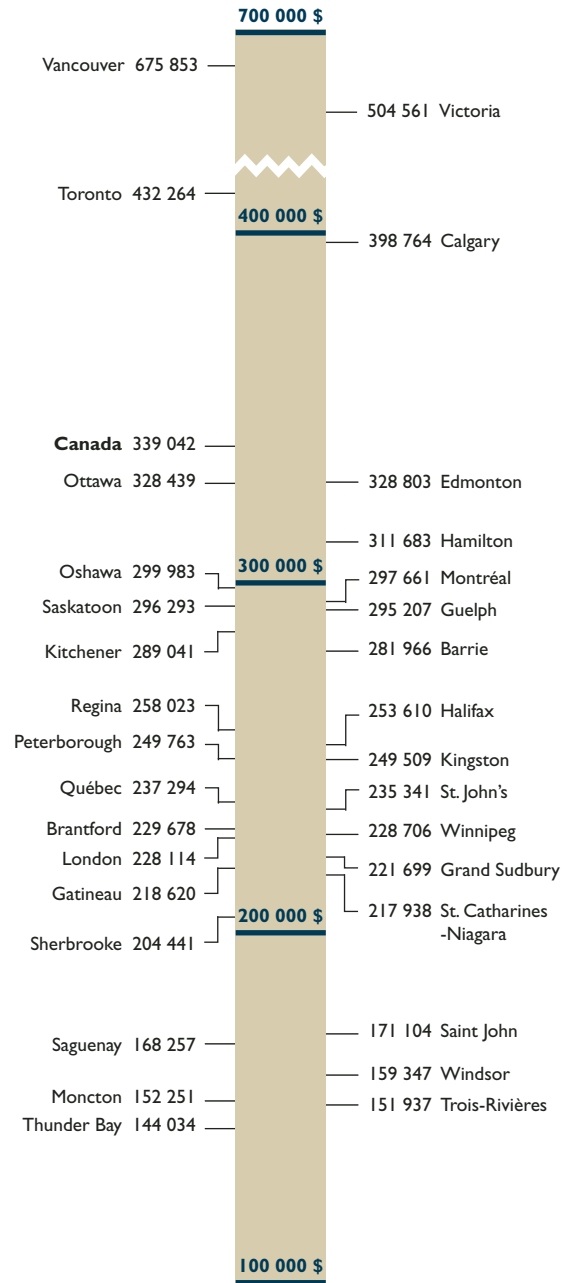 700 000 $
Vancouver 675 853
504 561 Victoria
Toronto 432 264
400 000 $
398 764 Calgary
Canada 339 042
Ottawa 328 439
328 803 Edmonton
311 683 Hamilton
300 000 $
Oshawa 299 983
297 661 Montréal
Saskatoon 296 293
295 207 Guelph
Kitchener 289 041
281 966 Barrie
Regina 258 023
253 610 Halifax
Peterborough 249 763
249 509 Kingston
Québec 237 294
235 341 St. John's
Brantford 229 678
228 706 Winnipeg
London 228 114
221 699 Grand Sudbury
Gatineau 218 620
217 938 St. Catharines
-Niagara
200 000 $
Sherbrooke 204 441
171 104 Saint John
Saguenay 168 257
159 347 Windsor
Moncton 152 251
151 937 Trois-Rivières
Thunder Bay 144 034
100 000 $